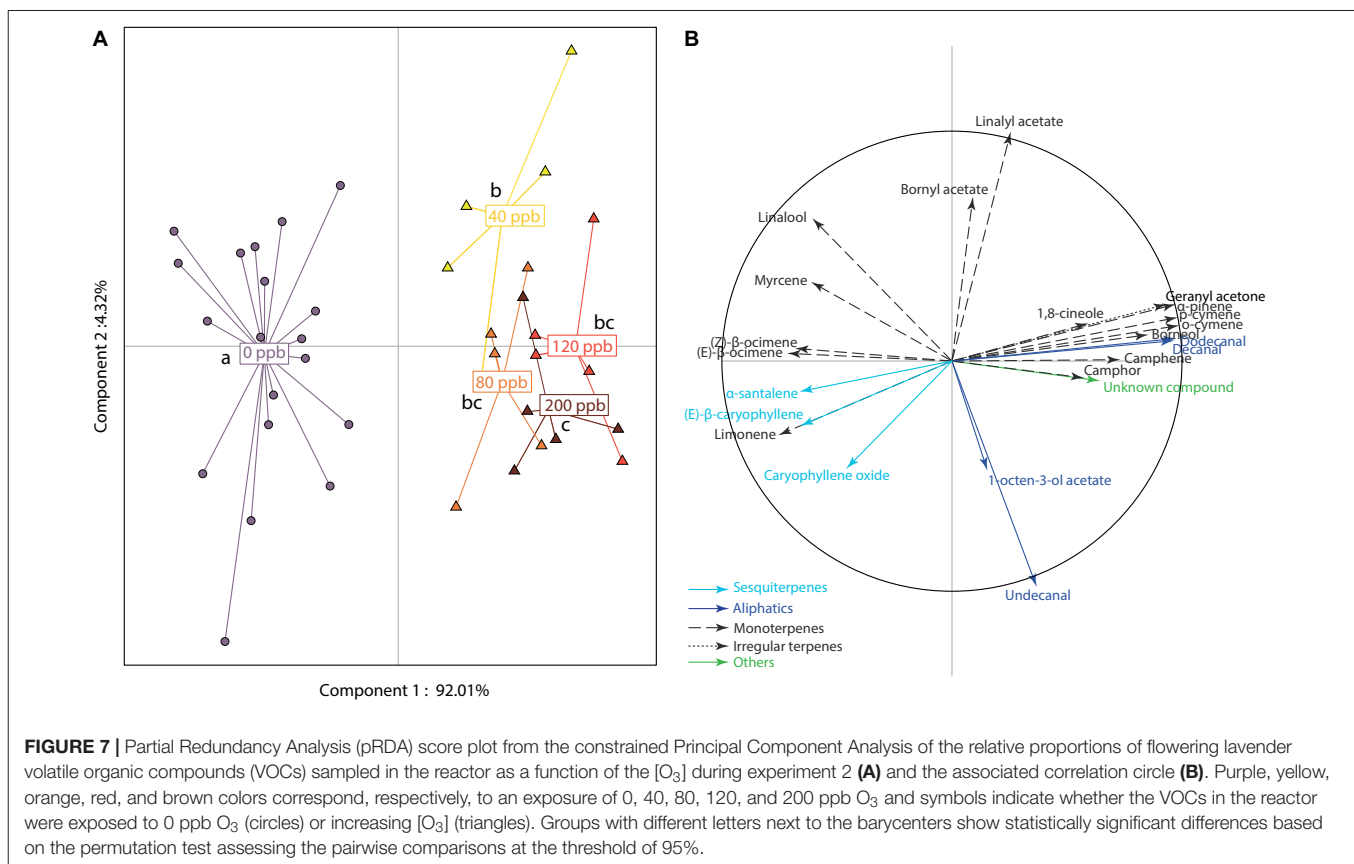 A
b
40 ppb
bc
120 ppb
a
0 ppb
80 ppb
bc
200 ppb
c
Component 2 :4.32%
Component 1 : 92.01%
B
Linalyl acetate
Bornyl acetate
Linalool
Myrcene
Geranyl acetone
α-pinene
1,8-cineole
p-cymene
o-cymene
Borneol
Dodecanal
Decanal
(Z)-β-ocimene
(E)-β-ocimene
Camphene
Camphor
Unknown compound
α-santalene
(E)-β-caryophyllene
Limonene
Caryophyllene oxide
1-octen-3-ol acetate
Undecanal
Sesquiterpenes
Aliphatics
Monoterpenes
Irregular terpenes
Others
FIGURE 7 | Partial Redundancy Analysis (pRDA) score plot from the constrained Principal Component Analysis of the relative proportions of flowering lavender
volatile organic compounds (VOCs) sampled in the reactor as a function of the [O₃] during experiment 2 (A) and the associated correlation circle (B). Purple, yellow,
orange, red, and brown colors correspond, respectively, to an exposure of 0, 40, 80, 120, and 200 ppb O₃ and symbols indicate whether the VOCs in the reactor
were exposed to 0 ppb O₃ (circles) or increasing [O₃] (triangles). Groups with different letters next to the barycenters show statistically significant differences based
on the permutation test assessing the pairwise comparisons at the threshold of 95%.